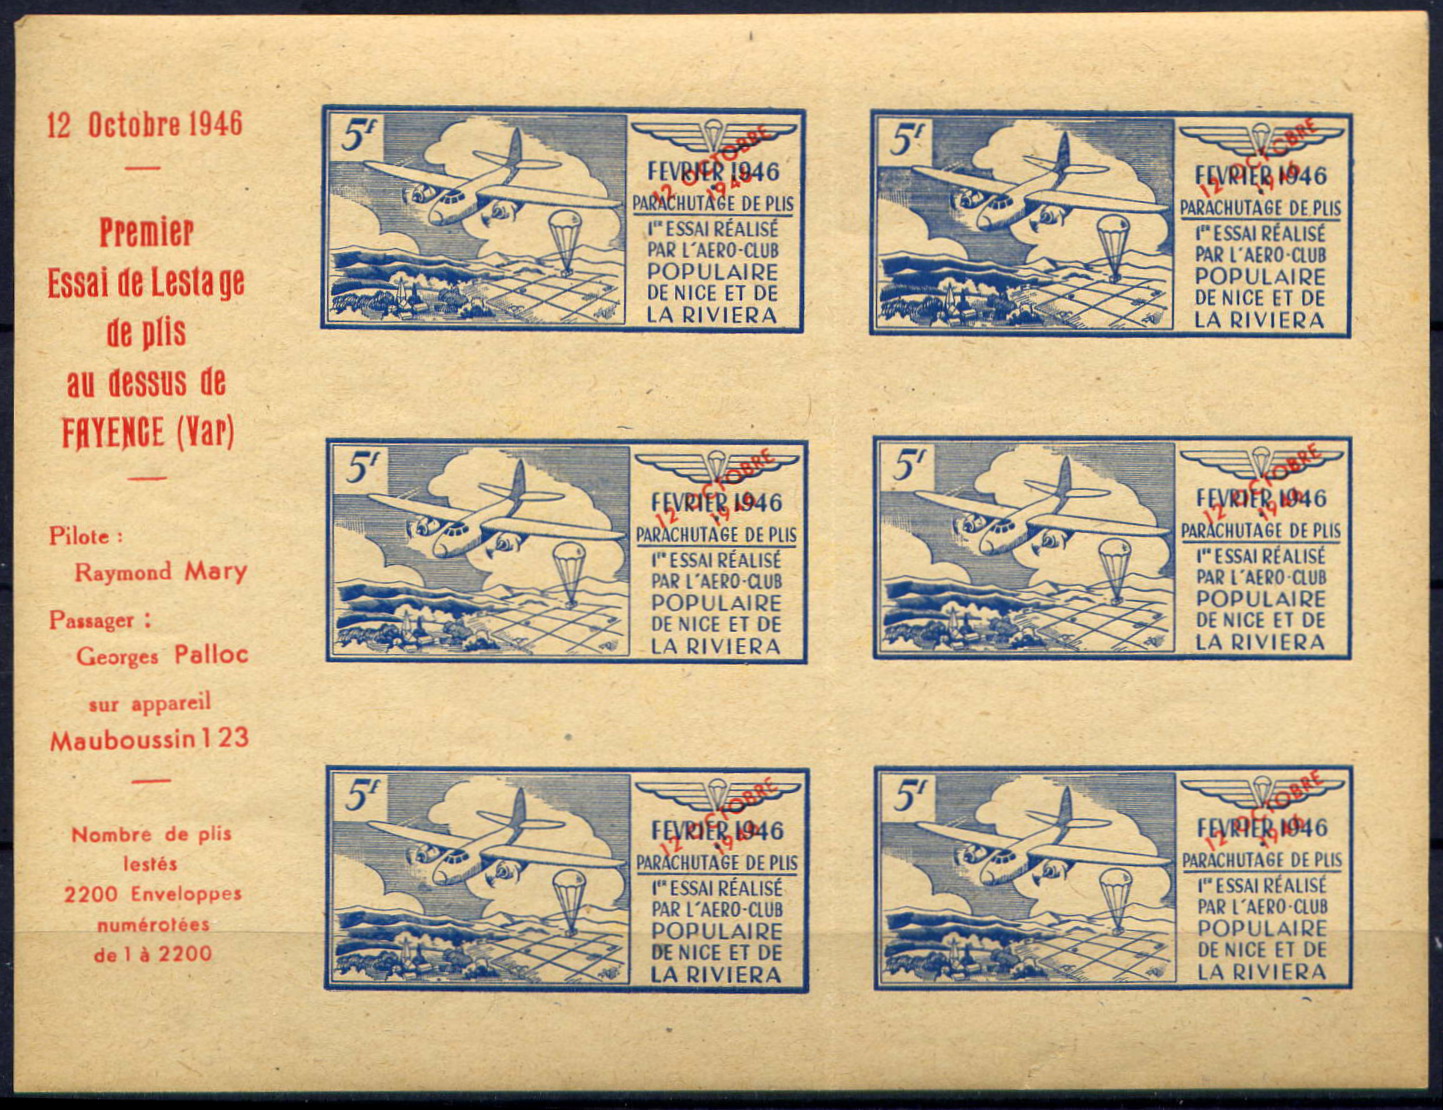 12 Octobre 1946
Premier
Essai de Lestage
de plis
au dessus de
FAYENCE (Var)
Pilote :
Raymond Mary
Passager :
Georges Palloc
sur appareil
Mauboussin 123
Nombre de plis
lestés
2200 Enveloppes
numérotées
de 1 à 2200
5f
12 OCTOBRE
1946
FEVRIER 1946
PARACHUTAGE DE PLIS
1er ESSAI RÉALISÉ
PAR L'AERO-CLUB
POPULAIRE
DE NICE ET DE
LA RIVIERA
5f
12 OCTOBRE
1946
FEVRIER 1946
PARACHUTAGE DE PLIS
1er ESSAI RÉALISÉ
PAR L'AERO-CLUB
POPULAIRE
DE NICE ET DE
LA RIVIERA
5f
12 OCTOBRE
1946
FEVRIER 1946
PARACHUTAGE DE PLIS
1er ESSAI RÉALISÉ
PAR L'AERO-CLUB
POPULAIRE
DE NICE ET DE
LA RIVIERA
5f
12 OCTOBRE
1946
FEVRIER 1946
PARACHUTAGE DE PLIS
1er ESSAI RÉALISÉ
PAR L'AERO-CLUB
POPULAIRE
DE NICE ET DE
LA RIVIERA
5f
12 OCTOBRE
1946
FEVRIER 1946
PARACHUTAGE DE PLIS
1er ESSAI RÉALISÉ
PAR L'AERO-CLUB
POPULAIRE
DE NICE ET DE
LA RIVIERA
5f
12 OCTOBRE
1946
FEVRIER 1946
PARACHUTAGE DE PLIS
1er ESSAI RÉALISÉ
PAR L'AERO-CLUB
POPULAIRE
DE NICE ET DE
LA RIVIERA